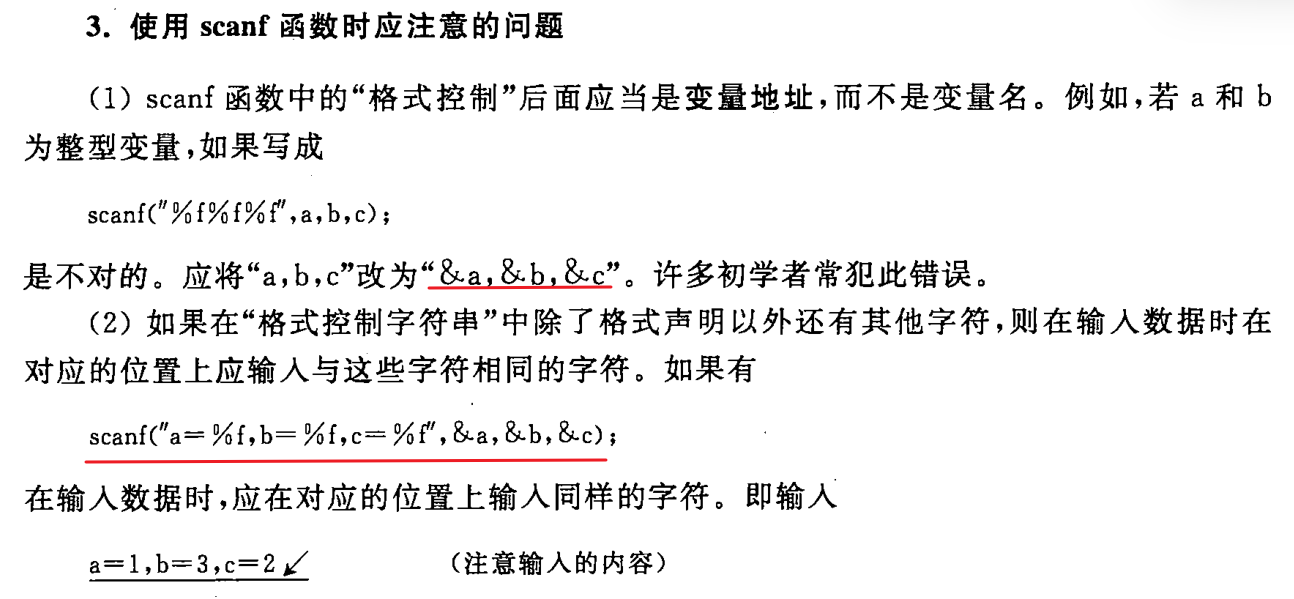 3. 使用 scanf 函数时应注意的问题
(1) scanf 函数中的“格式控制”后面应当是变量地址,而不是变量名。例如,若 a 和 b
为整型变量,如果写成
scanf("%f%f%f",a,b,c);
是不对的。应将“a,b,c”改为“&a,&b,&c”。许多初学者常犯此错误。
(2) 如果在“格式控制字符串”中除了格式声明以外还有其他字符,则在输入数据时在
对应的位置上应输入与这些字符相同的字符。如果有
scanf("a=%f,b=%f,c=%f",&a,&b,&c);
在输入数据时,应在对应的位置上输入同样的字符。即输入
a=1,b=3,c=2↙ (注意输入的内容)